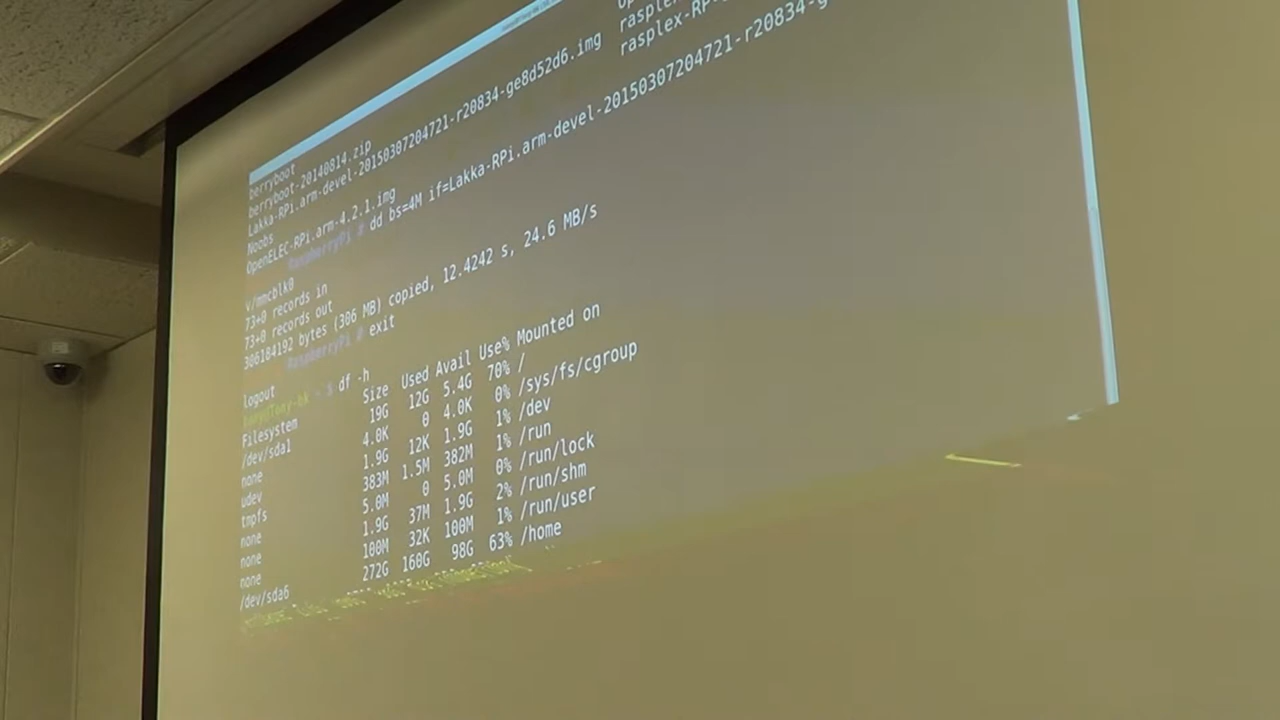 berryboot
berryboot-20140814.zip
Lakka-RPi.arm-devel-20150307204721-r20834-ge8d52d6.img
Noobs
OpenELEC-RPi.arm-4.2.1.img
RaspberryPi # dd bs=4M if=Lakka-RPi.arm-devel-20150307204721-r20834-g
v/mmcblk0
73+0 records in
73+0 records out
306184192 bytes (306 MB) copied, 12.4242 s, 24.6 MB/s
RaspberryPi # exit
logout
~ $ df -h
Filesystem Size Used Avail Use% Mounted on
/dev/sda1 19G 12G 5.4G 70% /
none 4.0K 0 4.0K 0% /sys/fs/cgroup
udev 1.9G 12K 1.9G 1% /dev
tmpfs 383M 1.5M 382M 1% /run
none 5.0M 0 5.0M 0% /run/lock
none 1.9G 37M 1.9G 2% /run/shm
none 100M 32K 100M 1% /run/user
/dev/sda6 272G 160G 98G 63% /home